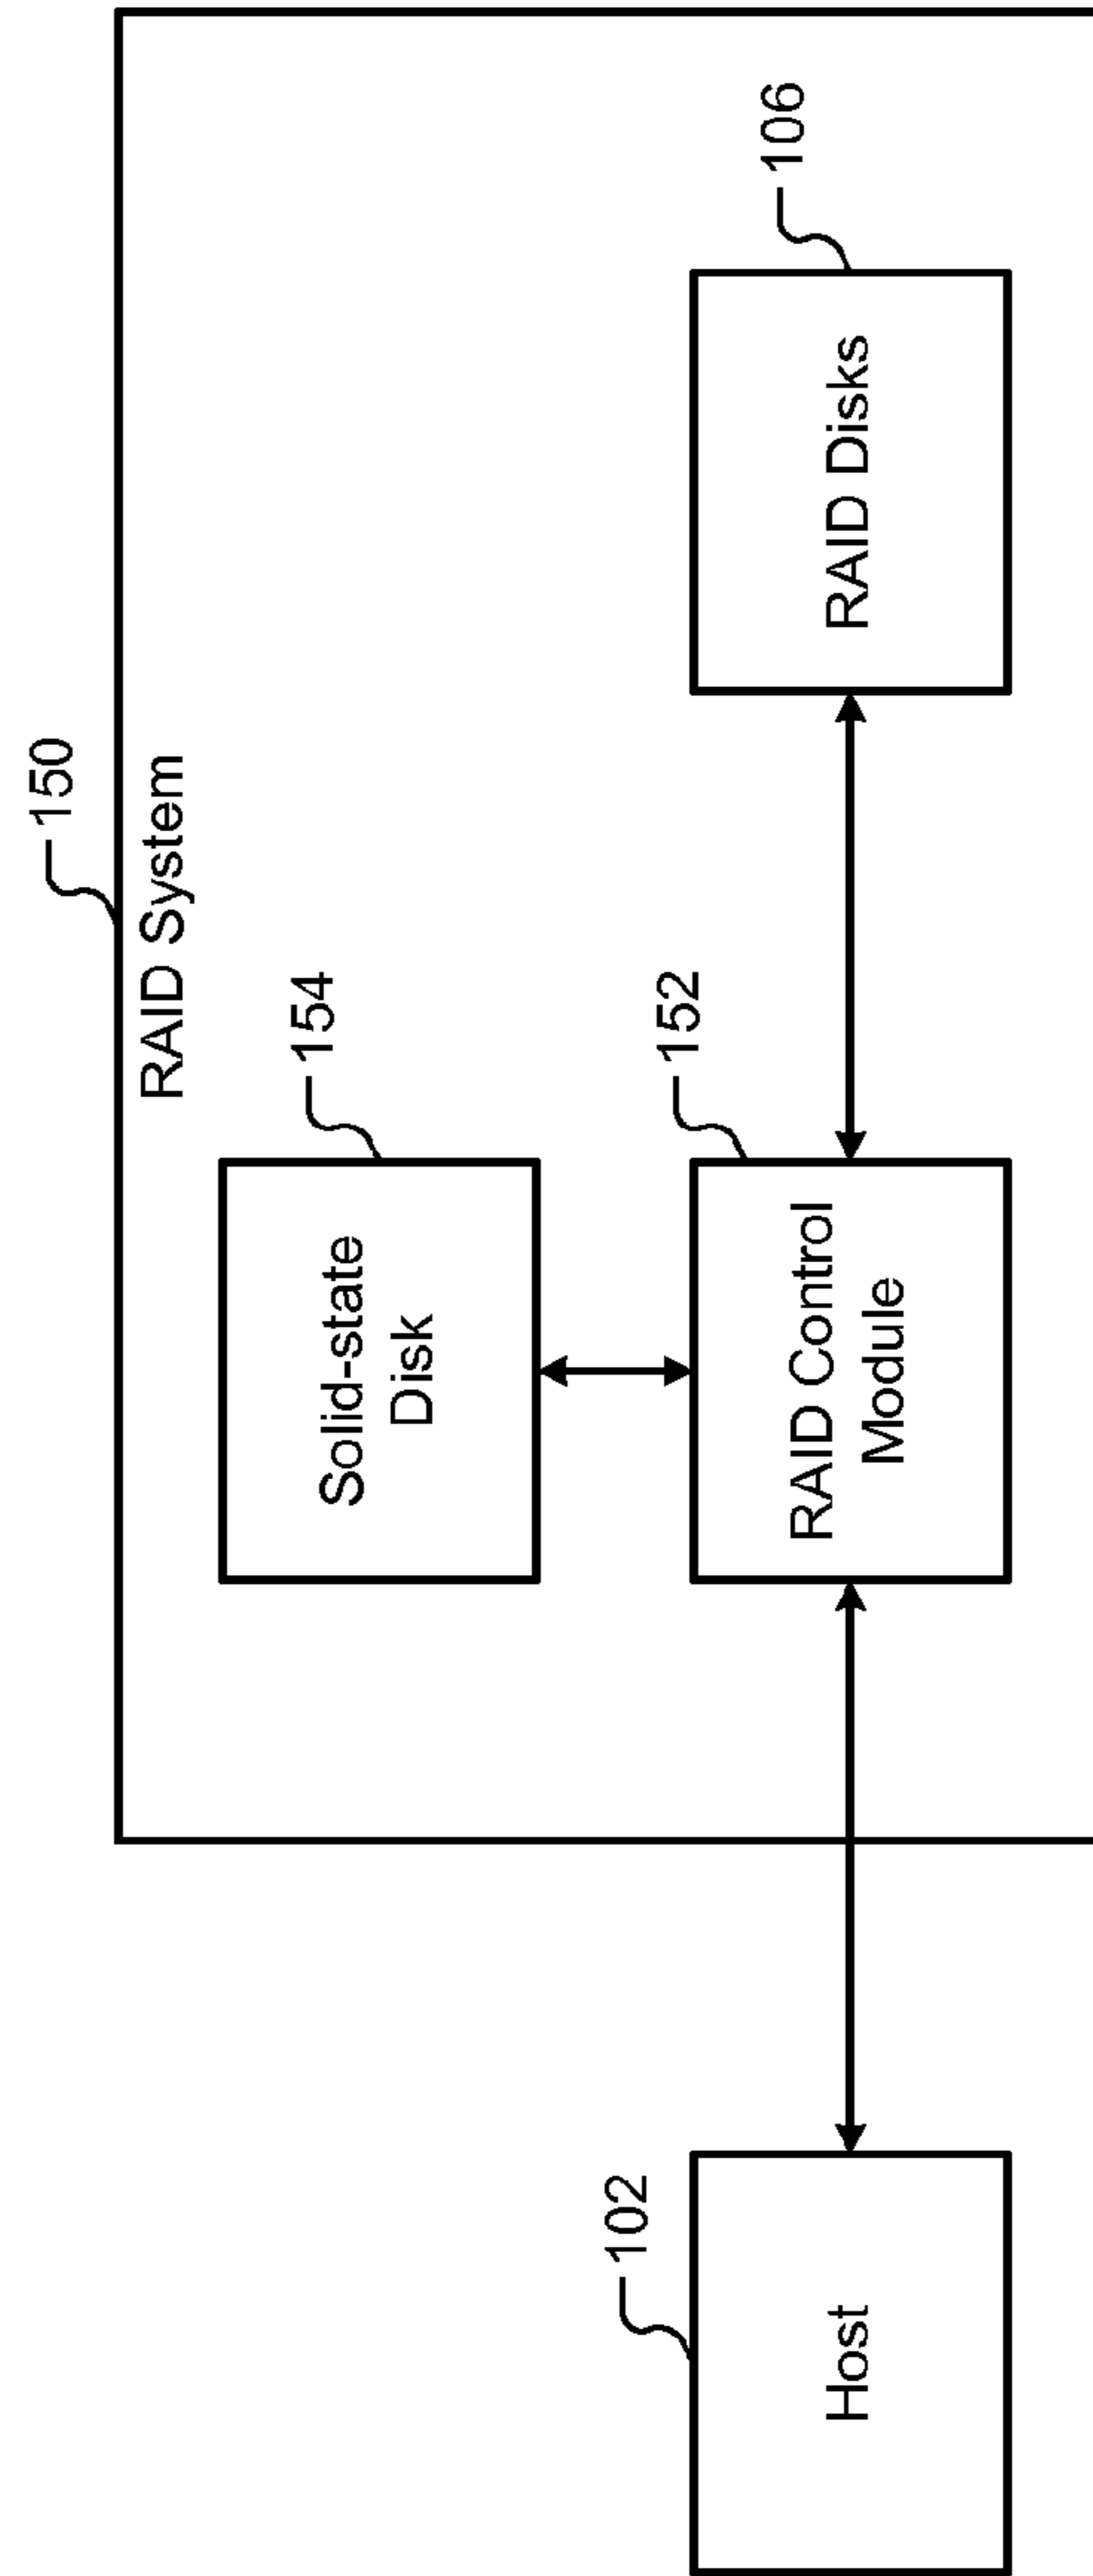 150
RAID System
154
Solid-state
Disk
102
152
106
Host
RAID Control
Module
RAID Disks